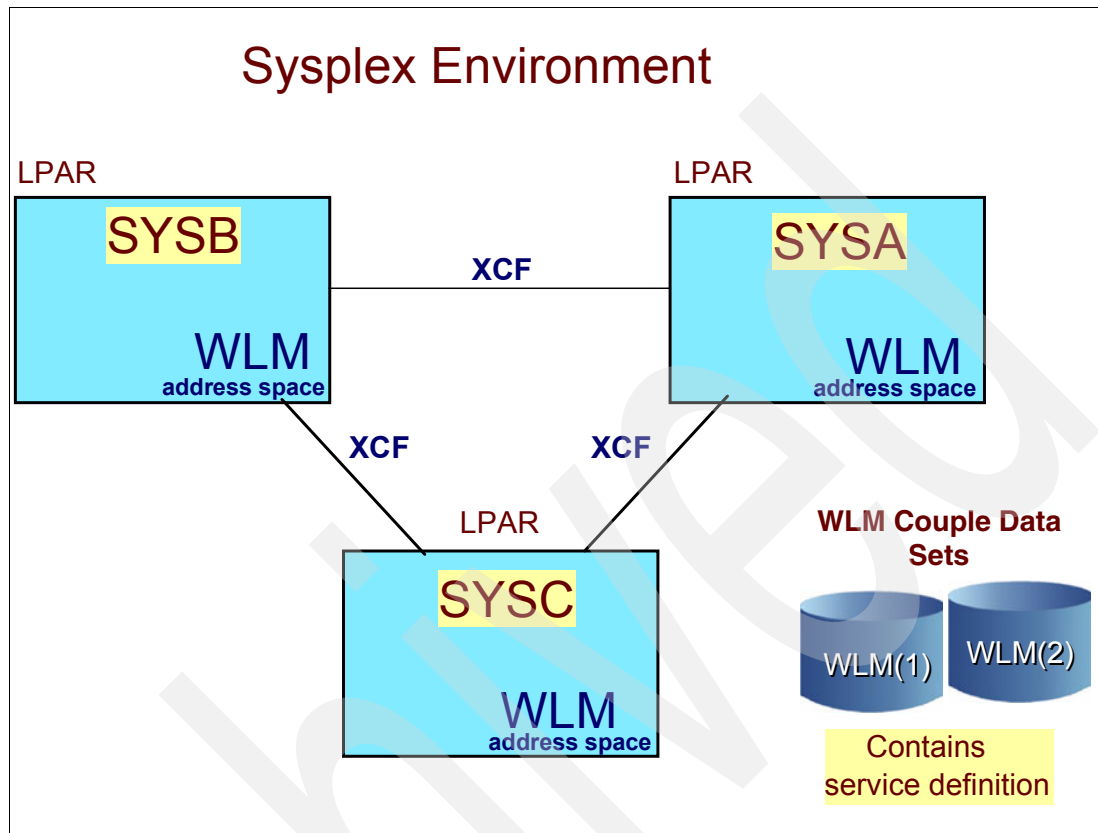 Sysplex Environment
LPAR
LPAR
SYSB
SYSA
XCF
WLM
address space
WLM
address space
XCF
XCF
LPAR
SYSC
WLM
address space
WLM Couple Data
Sets
WLM(1)
WLM(2)
Contains
service definition